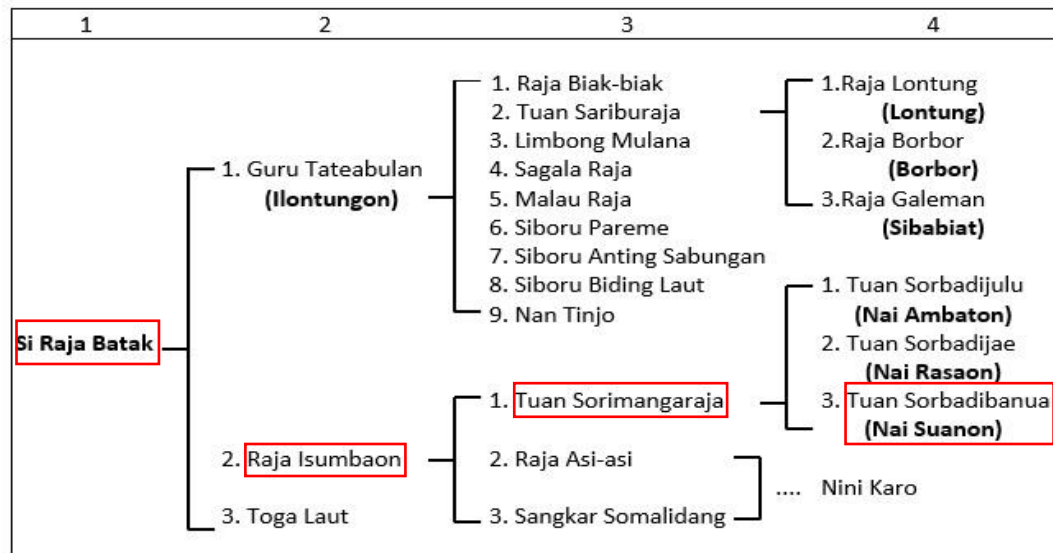 1 2 3 4
1. Raja Biak-biak
2. Tuan Sariburaja
3. Limbong Mulana
4. Sagala Raja
5. Malau Raja
6. Siboru Pareme
7. Siboru Anting Sabungan
8. Siboru Biding Laut
9. Nan Tinjo
1.Raja Lontung
(Lontung)
2.Raja Borbor
(Borbor)
3.Raja Galeman
(Sibabiat)
1. Guru Tateabulan
(Ilontungon)
1. Tuan Sorbadijulu
(Nai Ambaton)
2. Tuan Sorbadijae
(Nai Rasaon)
3. Tuan Sorbadibanua
(Nai Suanon)
Si Raja Batak
1. Tuan Sorimangaraja
2. Raja Isumbaon
2. Raja Asi-asi
3. Sangkar Somalidang
.... Nini Karo
3. Toga Laut